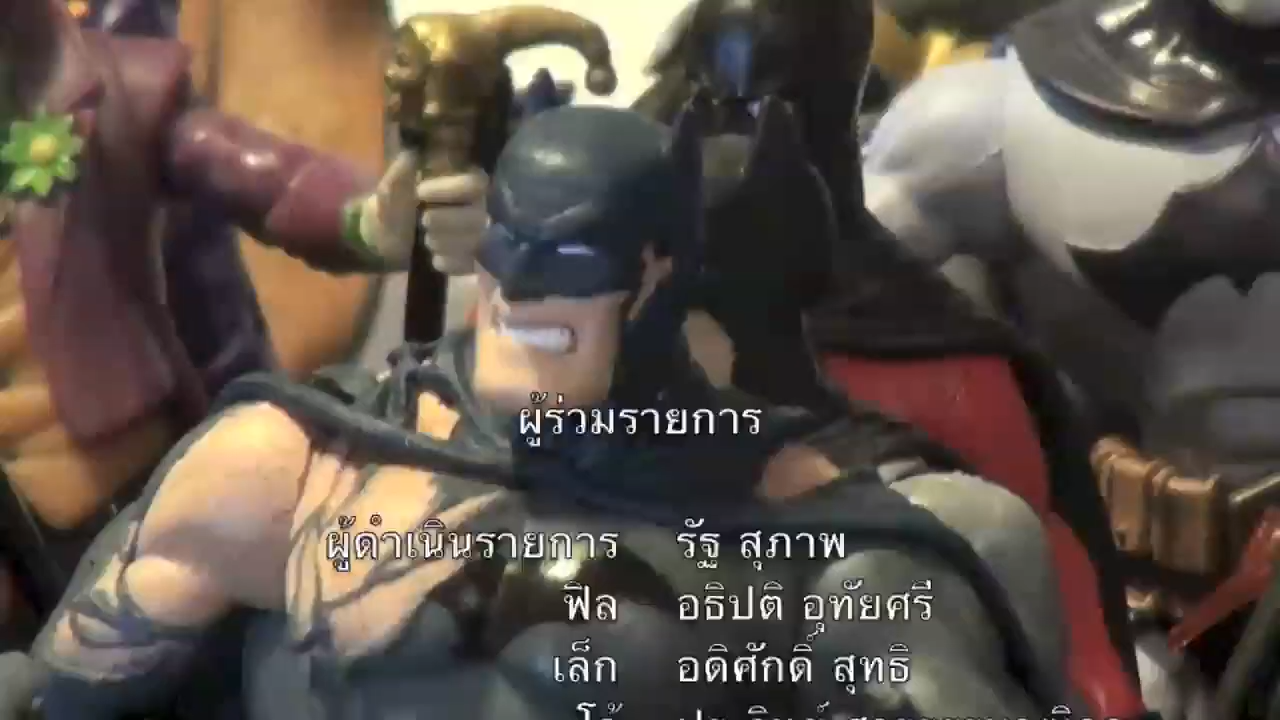 ผู้ร่วมรายการ
ผู้ดำเนินรายการ รัฐ สุภาพ
ฟิล อธิปติ อุทัยศรี
เล็ก อดิศักดิ์ สุทธิ